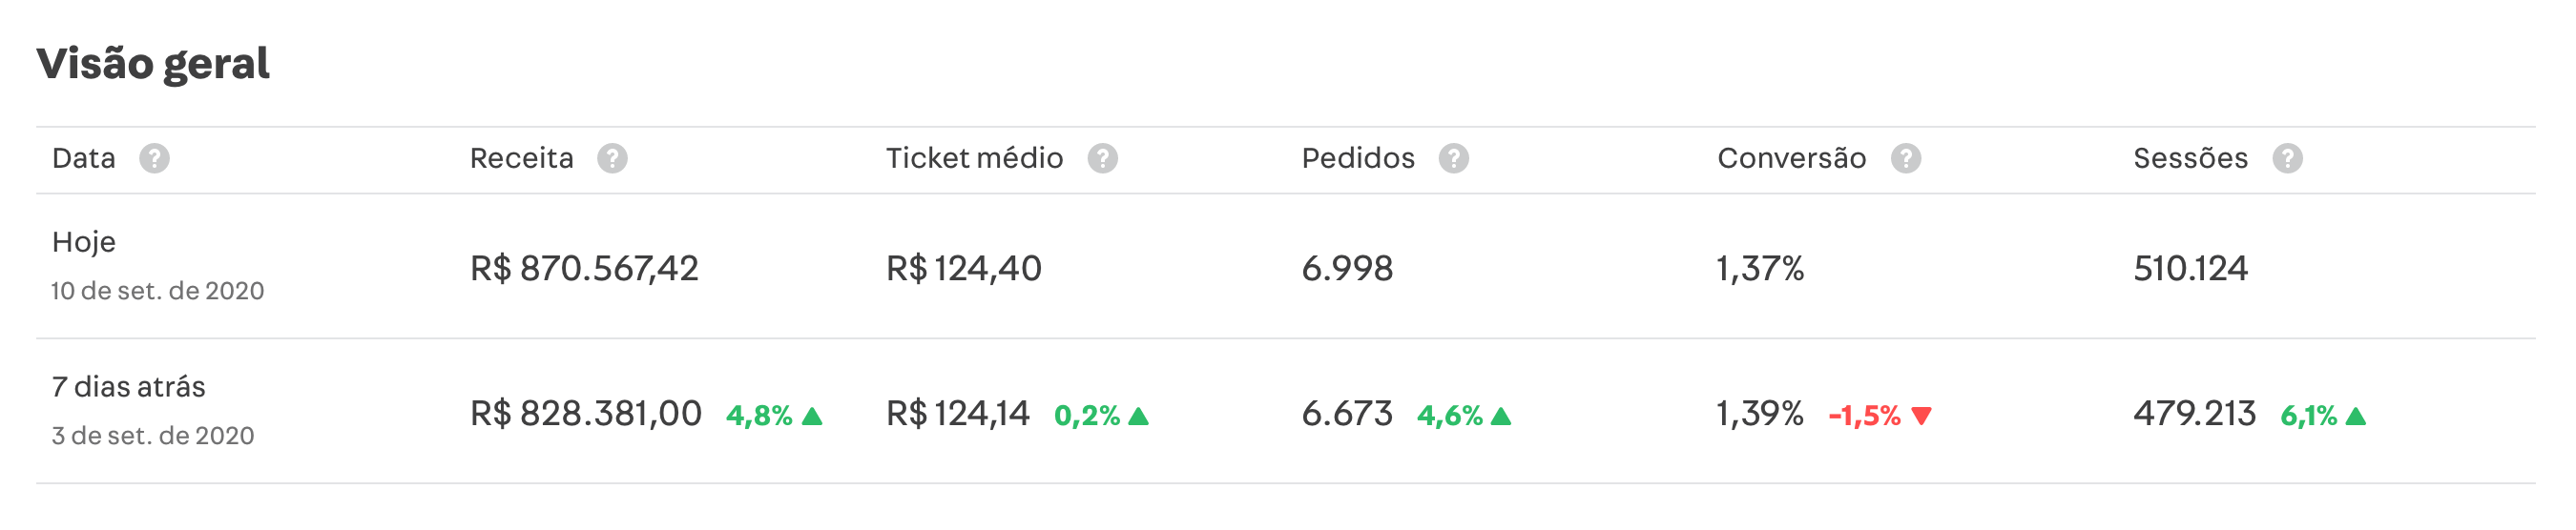 Visão geral
Data ? Receita ? Ticket médio ? Pedidos ? Conversão ? Sessões ?
Hoje
10 de set. de 2020
R$ 870.567,42 R$ 124,40 6.998 1,37% 510.124
7 dias atrás
3 de set. de 2020
R$ 828.381,00 4,8% ▲ R$ 124,14 0,2% ▲ 6.673 4,6% ▲ 1,39% -1,5% ▼ 479.213 6,1% ▲